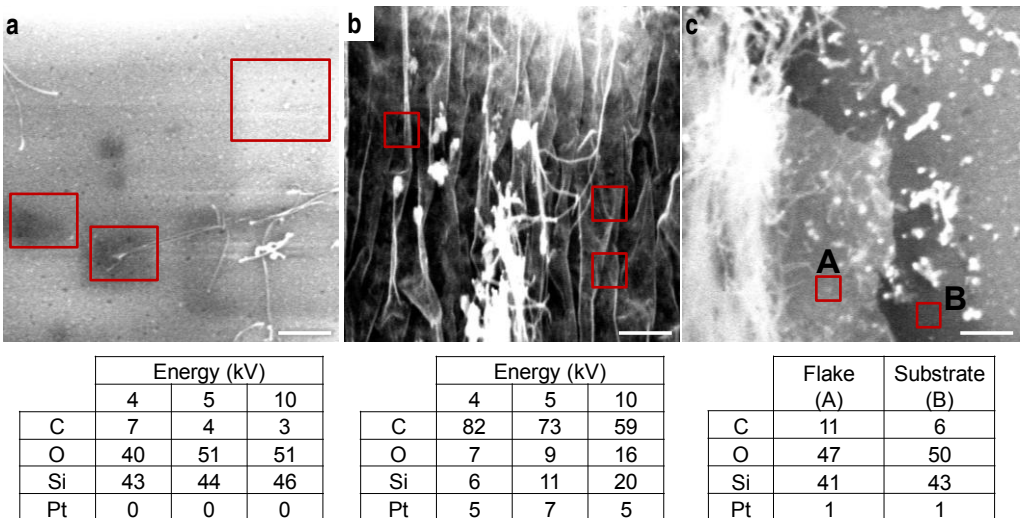 a
b
c
A
B
Energy (kV)
4 5 10
C 7 4 3
O 40 51 51
Si 43 44 46
Pt 0 0 0
Energy (kV)
4 5 10
C 82 73 59
O 7 9 16
Si 6 11 20
Pt 5 7 5
Flake (A) Substrate (B)
C 11 6
O 47 50
Si 41 43
Pt 1 1